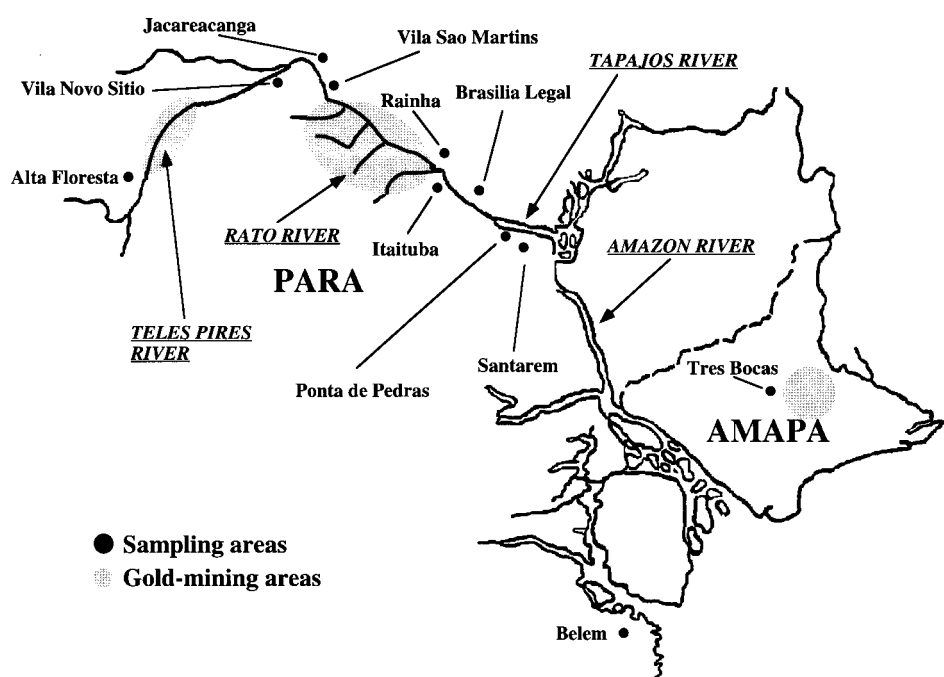 Jacareacanga
Vila Sao Martins
TAPAJOS RIVER
Vila Novo Sitio
Rainha
Brasilia Legal
Alta Floresta
RATO RIVER
Itaituba
AMAZON RIVER
PARA
TELES PIRES
RIVER
Santarem
Tres Bocas
Ponta de Pedras
AMAPA
Sampling areas
Gold-mining areas
Belem